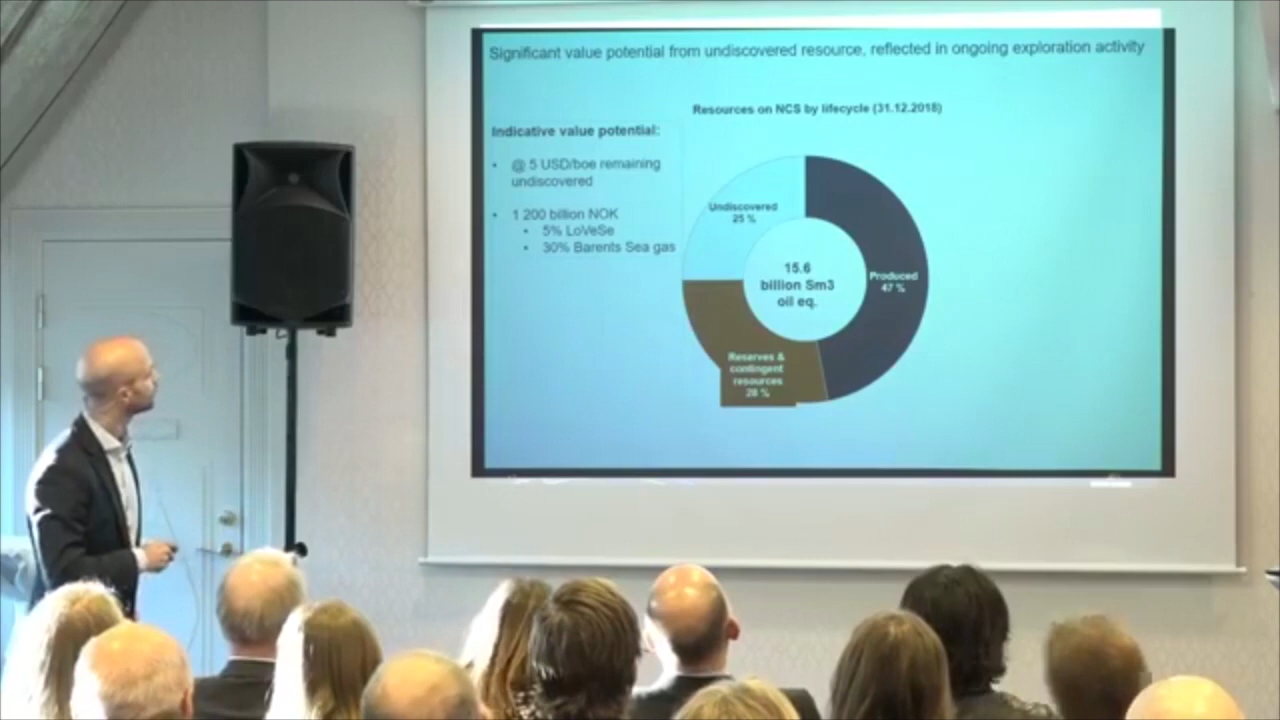 Significant value potential from undiscovered resource, reflected in ongoing exploration activity
Resources on NCS by lifecycle (31.12.2018)
Indicative value potential:
• @ 5 USD/boe remaining
undiscovered
• 1 200 billion NOK
• 5% LoVeSe
• 30% Barents Sea gas
Undiscovered
25 %
15.6
billion Sm3
oil eq.
Produced
47 %
Reserves &
contingent
resources
28 %